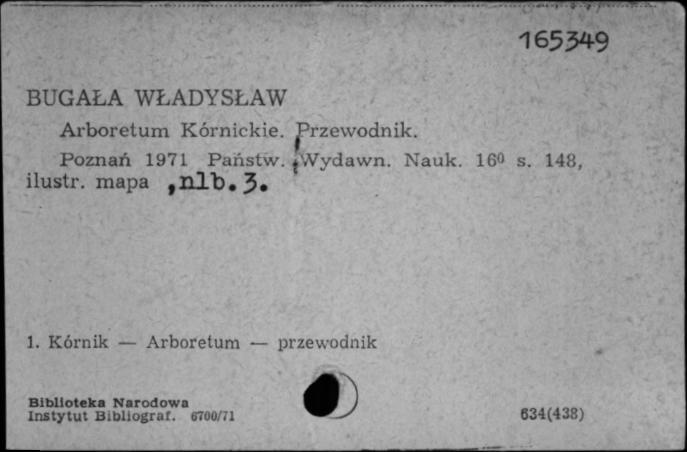 165349
BUGAŁA WŁADYSŁAW
Arboretum Kórnickie. Przewodnik.
Poznań 1971 Państw. Wydawn. Nauk. 16⁰ s. 148,
ilustr. mapa ,nlb.3.
1. Kórnik — Arboretum — przewodnik
Biblioteka Narodowa
Instytut Bibliograf. 6700/71
634(438)